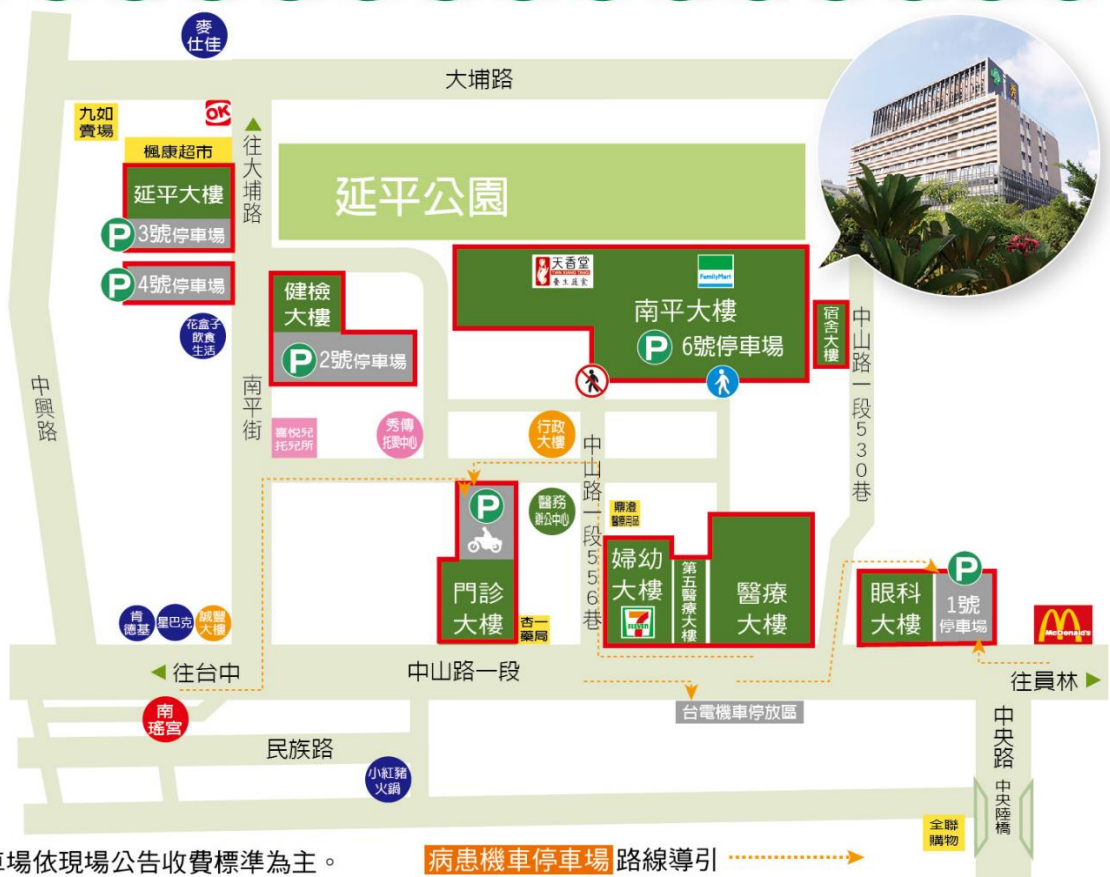 麥
仕佳
大埔路
九如
賣場
OK
楓康超市
延平大樓
P 3號停車場
P 4號停車場
往大埔路
延平公園
天香堂
TIEN XIANG TANG
養生蔬食
FamilyMart
南平大樓
P 6號停車場
宿舍大樓
中山路一段530巷
健檢
大樓
P 2號停車場
花盒子
飲食
生活
中興路
南平街
喜悅兒
托兒所
秀傳
托嬰中心
行政
大樓
中山路一段556巷
P
門診
大樓
醫務
辦公中心
鼎澄
醫療用品
婦幼
大樓
7
ELEVEN
第五醫療大樓
醫療
大樓
眼科
大樓
P
1號
停車場
McDonald's
肯
德基
星巴克
誠豐
大樓
杏一
藥局
往台中
中山路一段
往員林
台電機車停放區
南
瑤宮
民族路
小紅豬
火鍋
中央路
中央陸橋
全聯
購物
車場依現場公告收費標準為主。
病患機車停車場 路線導引